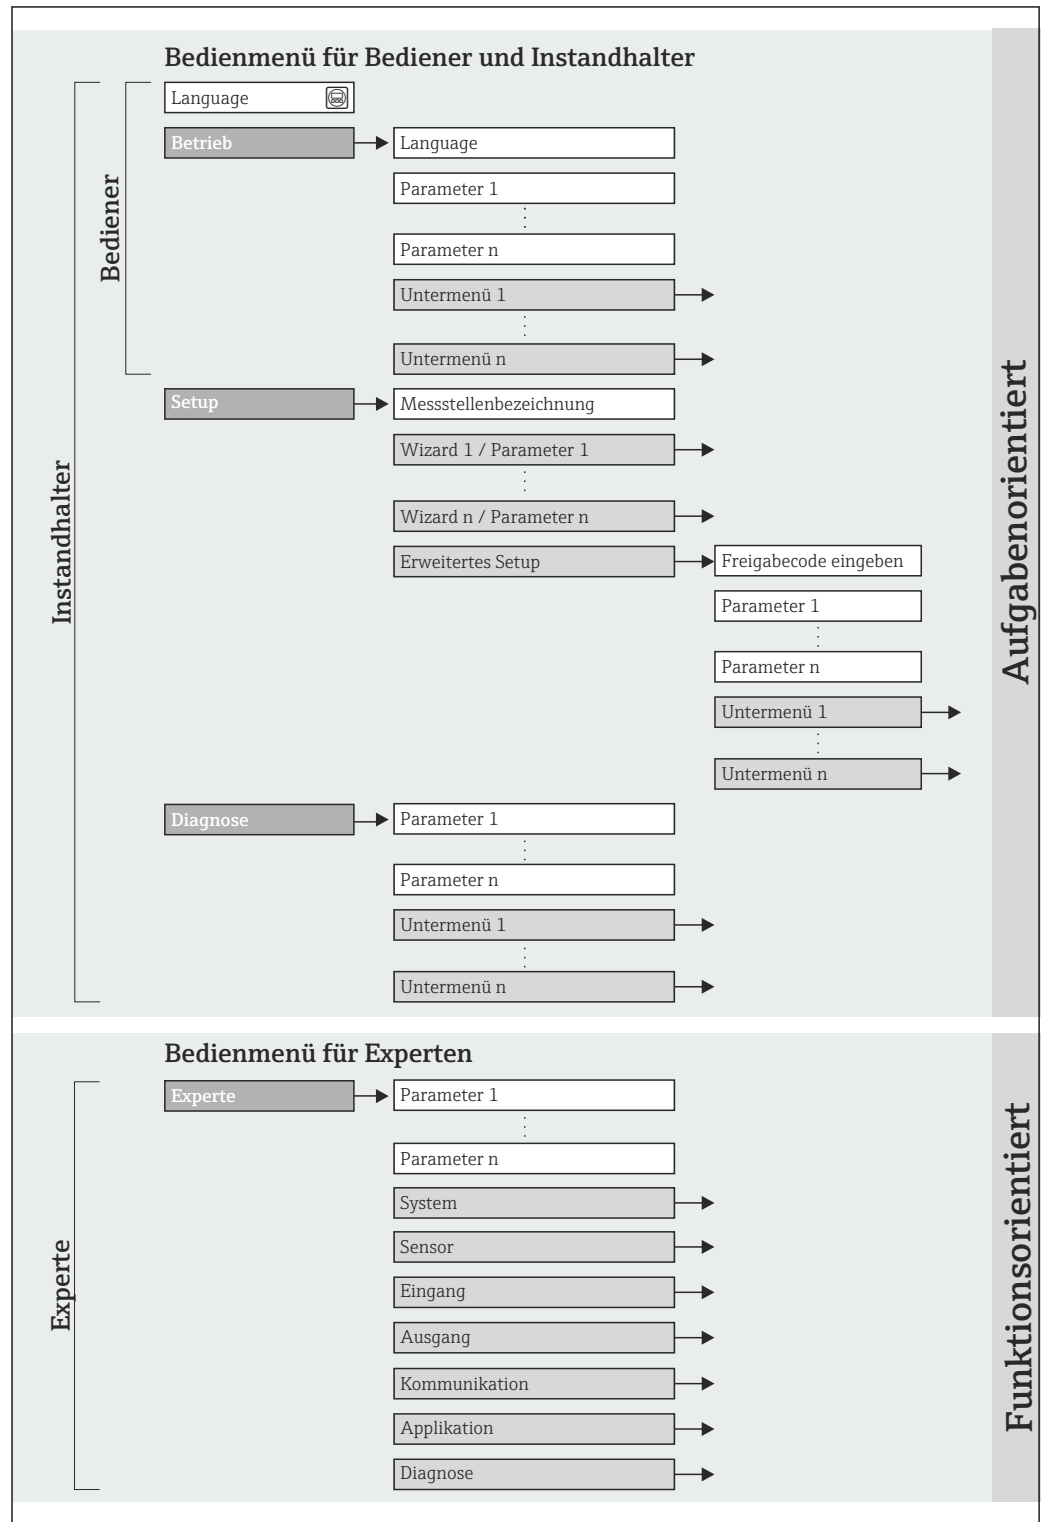 Bedienmenü für Bediener und Instandhalter
Language
Betrieb
Language
Parameter 1
Parameter n
Untermenü 1
Untermenü n
Setup
Messstellenbezeichnung
Wizard 1 / Parameter 1
Wizard n / Parameter n
Erweitertes Setup
Freigabecode eingeben
Parameter 1
Parameter n
Untermenü 1
Untermenü n
Diagnose
Parameter 1
Parameter n
Untermenü 1
Untermenü n
Bediener
Instandhalter
Aufgabenorientiert
Bedienmenü für Experten
Experte
Parameter 1
Parameter n
System
Sensor
Eingang
Ausgang
Kommunikation
Applikation
Diagnose
Experte
Funktionsorientiert